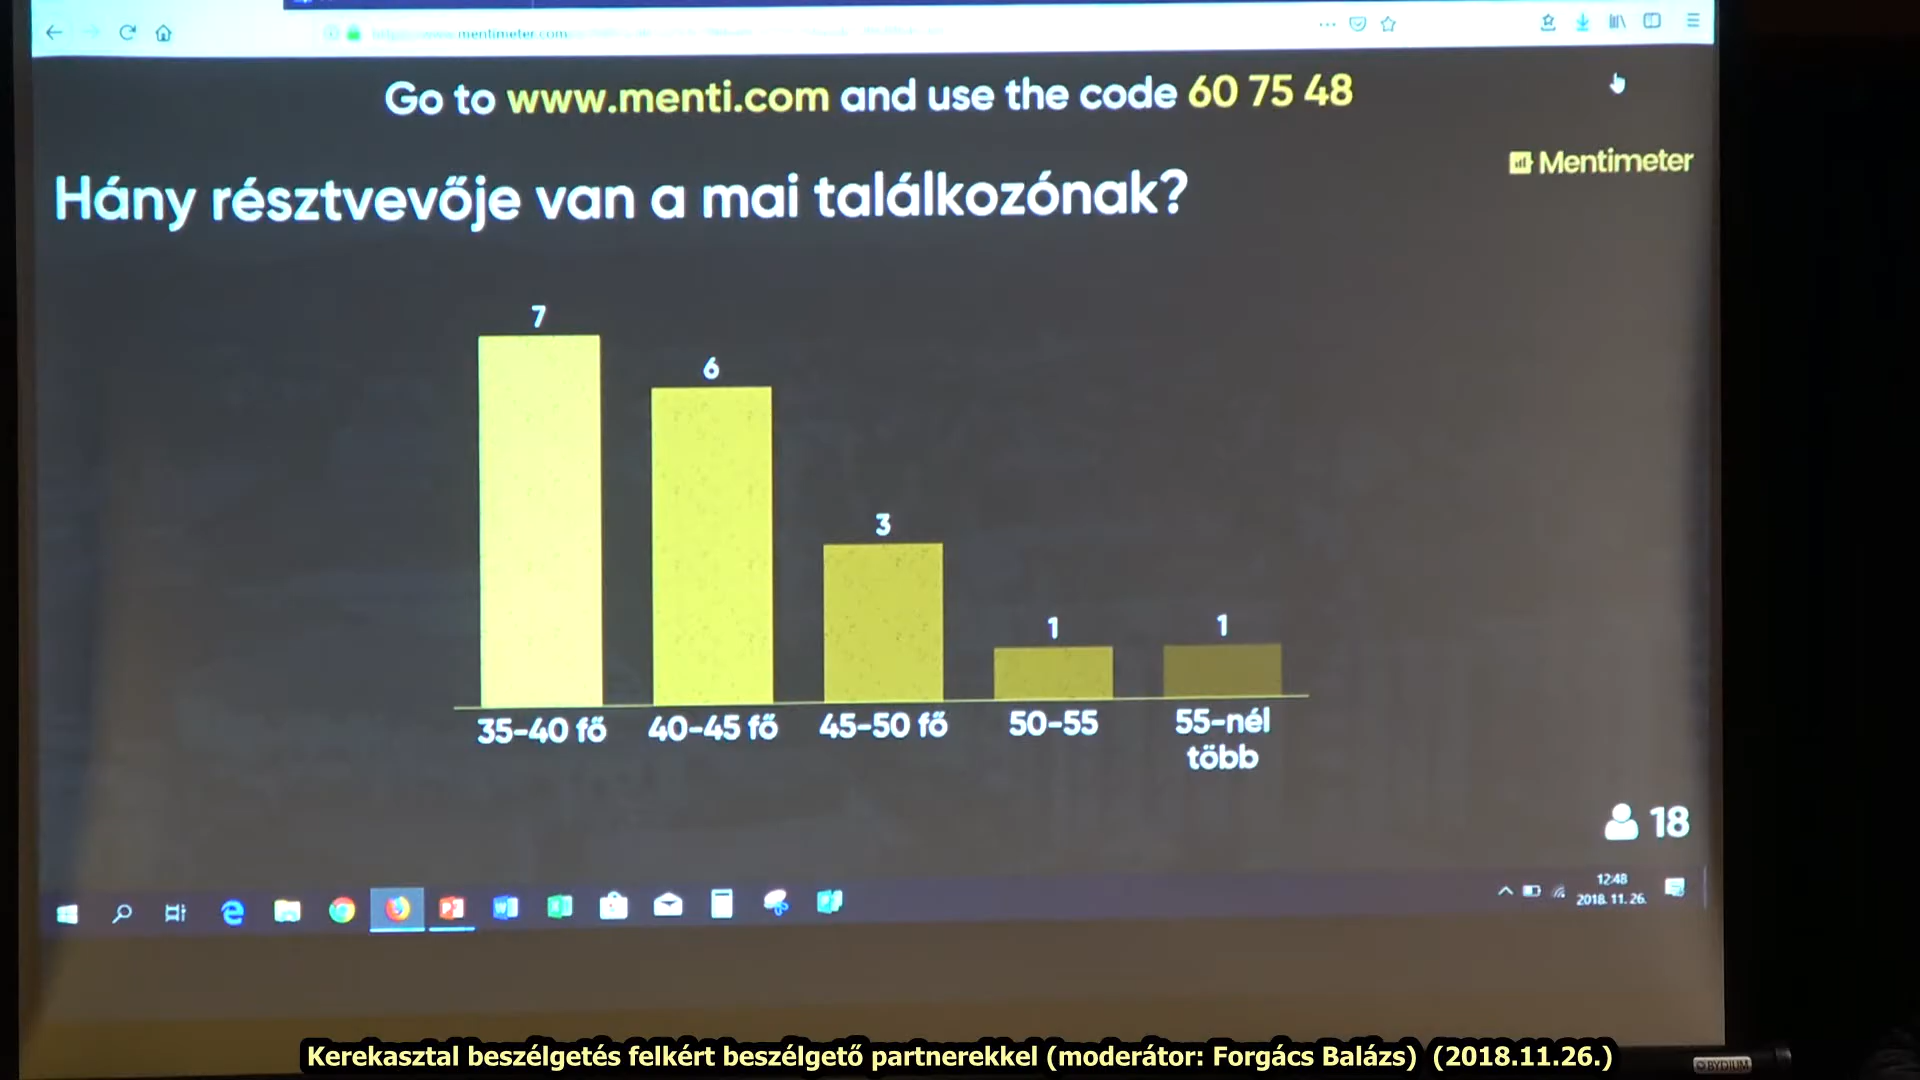 Go to www.menti.com and use the code 60 75 48
Mentimeter
Hány résztvevője van a mai találkozónak?
7
6
3
1
1
35-40 fő
40-45 fő
45-50 fő
50-55
55-nél
több
18
12:48
2018. 11. 26.
BYDIUM
Kerekasztal beszélgetés felkért beszélgető partnerekkel (moderátor: Forgács Balázs) (2018.11.26.)